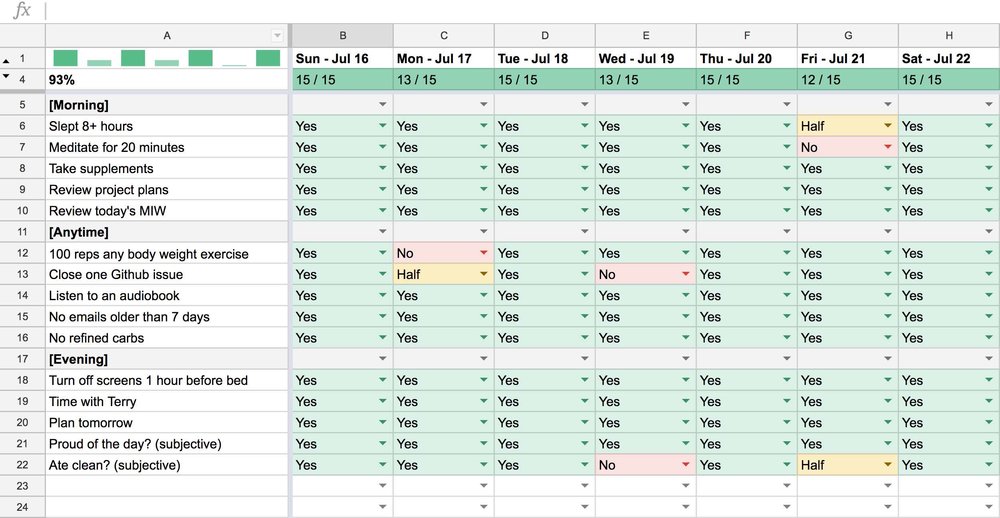 fx
A B C D E F G H
1 Sun - Jul 16 Mon - Jul 17 Tue - Jul 18 Wed - Jul 19 Thu - Jul 20 Fri - Jul 21 Sat - Jul 22
4 93% 15 / 15 13 / 15 15 / 15 13 / 15 15 / 15 12 / 15 15 / 15
5 [Morning]
6 Slept 8+ hours Yes Yes Yes Yes Yes Half Yes
7 Meditate for 20 minutes Yes Yes Yes Yes Yes No Yes
8 Take supplements Yes Yes Yes Yes Yes Yes Yes
9 Review project plans Yes Yes Yes Yes Yes Yes Yes
10 Review today's MIW Yes Yes Yes Yes Yes Yes Yes
11 [Anytime]
12 100 reps any body weight exercise Yes No Yes Yes Yes Yes Yes
13 Close one Github issue Yes Half Yes No Yes Yes Yes
14 Listen to an audiobook Yes Yes Yes Yes Yes Yes Yes
15 No emails older than 7 days Yes Yes Yes Yes Yes Yes Yes
16 No refined carbs Yes Yes Yes Yes Yes Yes Yes
17 [Evening]
18 Turn off screens 1 hour before bed Yes Yes Yes Yes Yes Yes Yes
19 Time with Terry Yes Yes Yes Yes Yes Yes Yes
20 Plan tomorrow Yes Yes Yes Yes Yes Yes Yes
21 Proud of the day? (subjective) Yes Yes Yes Yes Yes Yes Yes
22 Ate clean? (subjective) Yes Yes Yes No Yes Half Yes
23
24